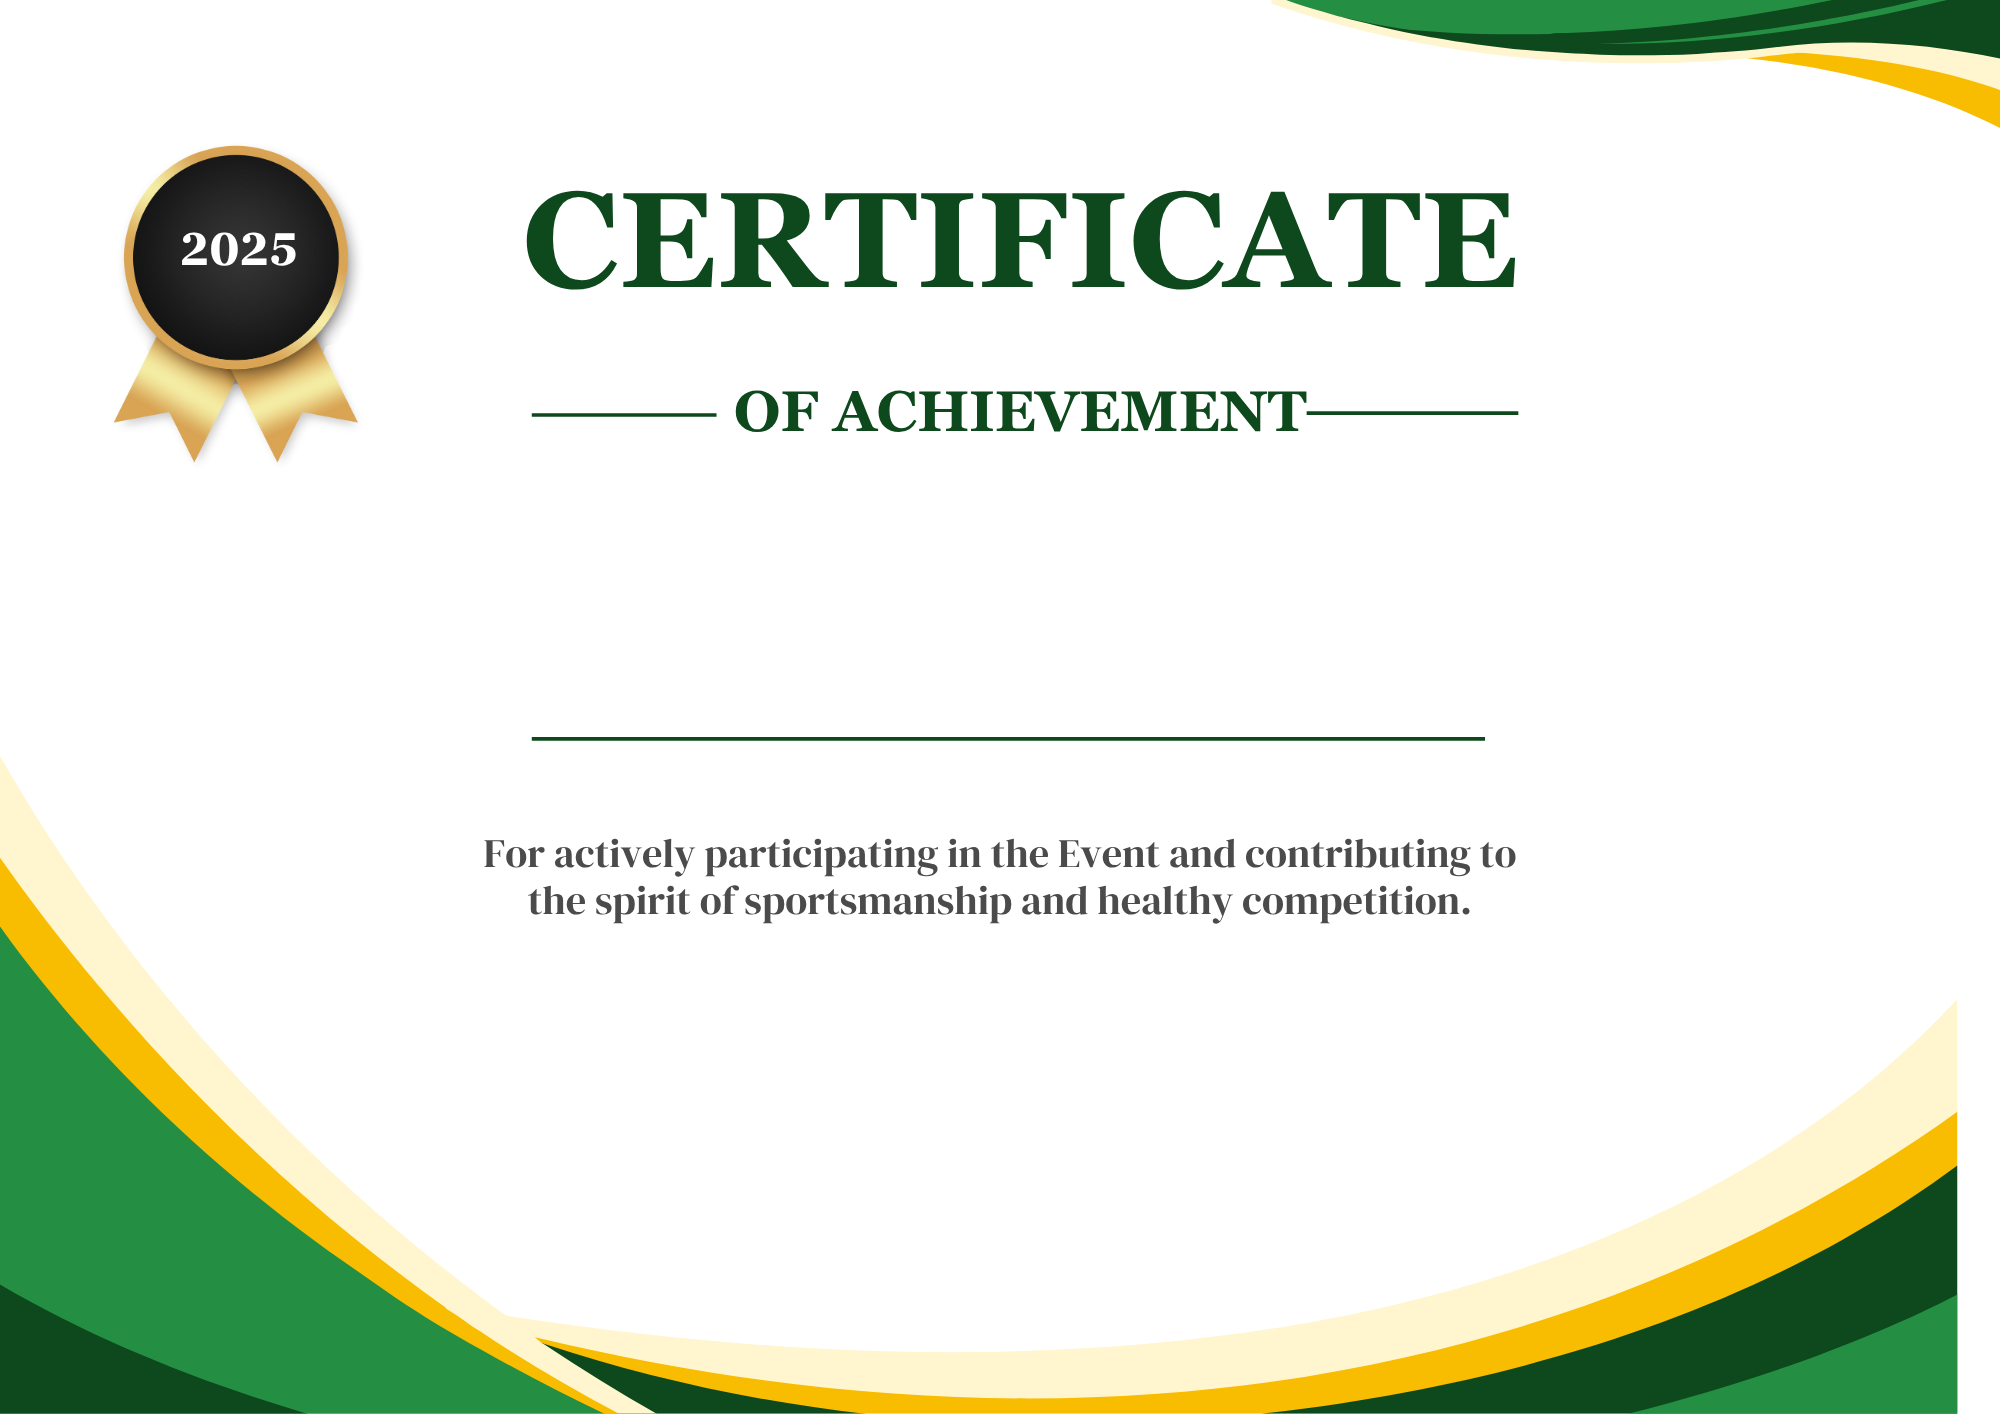 2025
CERTIFICATE
OF ACHIEVEMENT
For actively participating in the Event and contributing to
the spirit of sportsmanship and healthy competition.